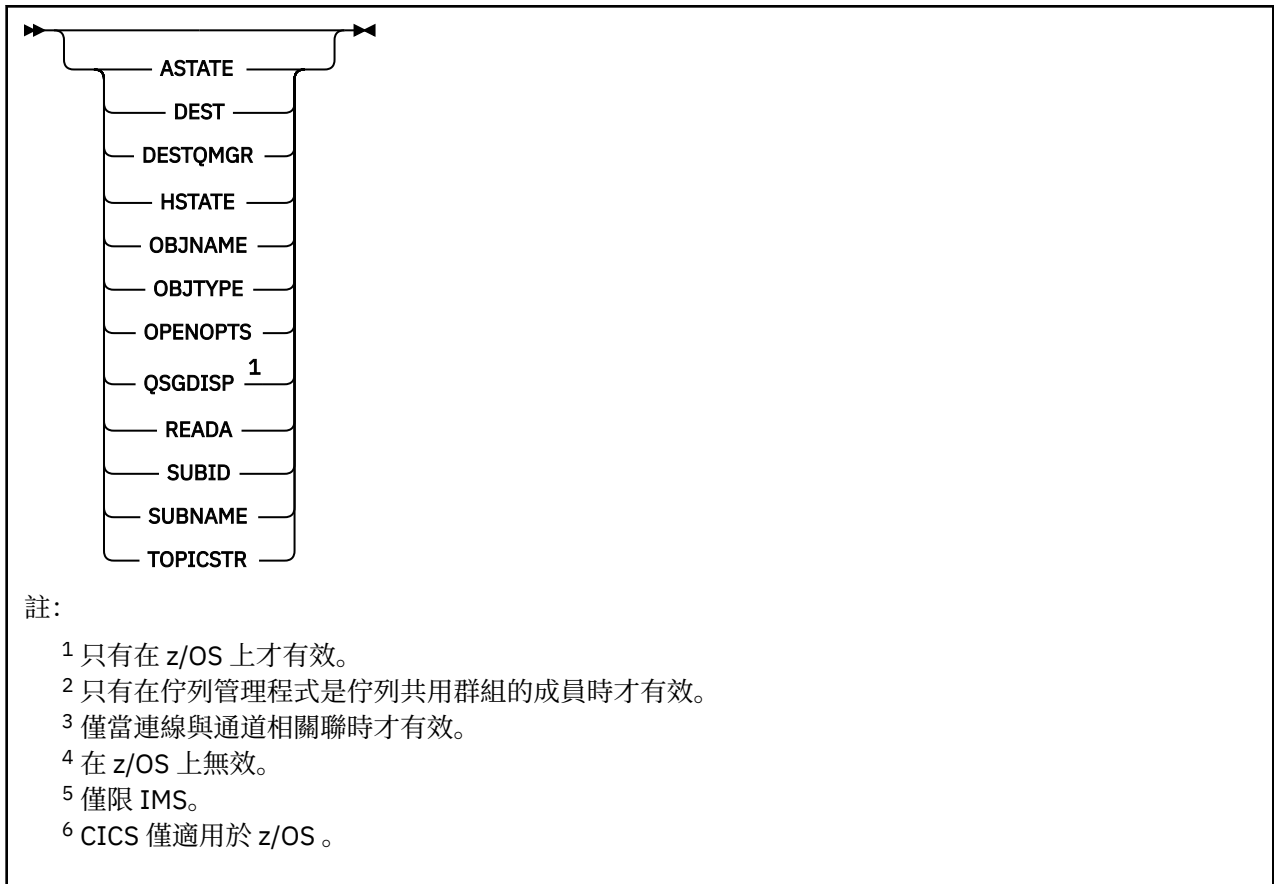 ASTATE
DEST
DESTQMGR
HSTATE
OBJNAME
OBJTYPE
OPENOPTS
QSGDISP 1
READA
SUBID
SUBNAME
TOPICSTR
註:
1 只有在 z/OS 上才有效。
2 只有在佇列管理程式是佇列共用群組的成員時才有效。
3 僅當連線與通道相關聯時才有效。
4 在 z/OS 上無效。
5 僅限 IMS。
6 CICS 僅適用於 z/OS 。